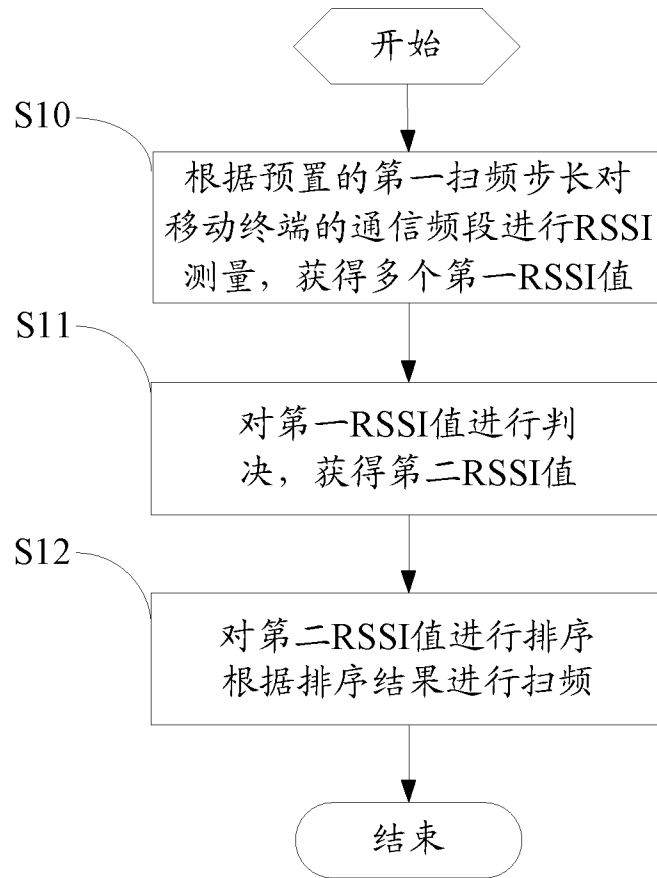 开始
S10
根据预置的第一扫频步长对
移动终端的通信频段进行RSSI
测量，获得多个第一RSSI值
S11
对第一RSSI值进行判
决，获得第二RSSI值
S12
对第二RSSI值进行排序
根据排序结果进行扫频
结束